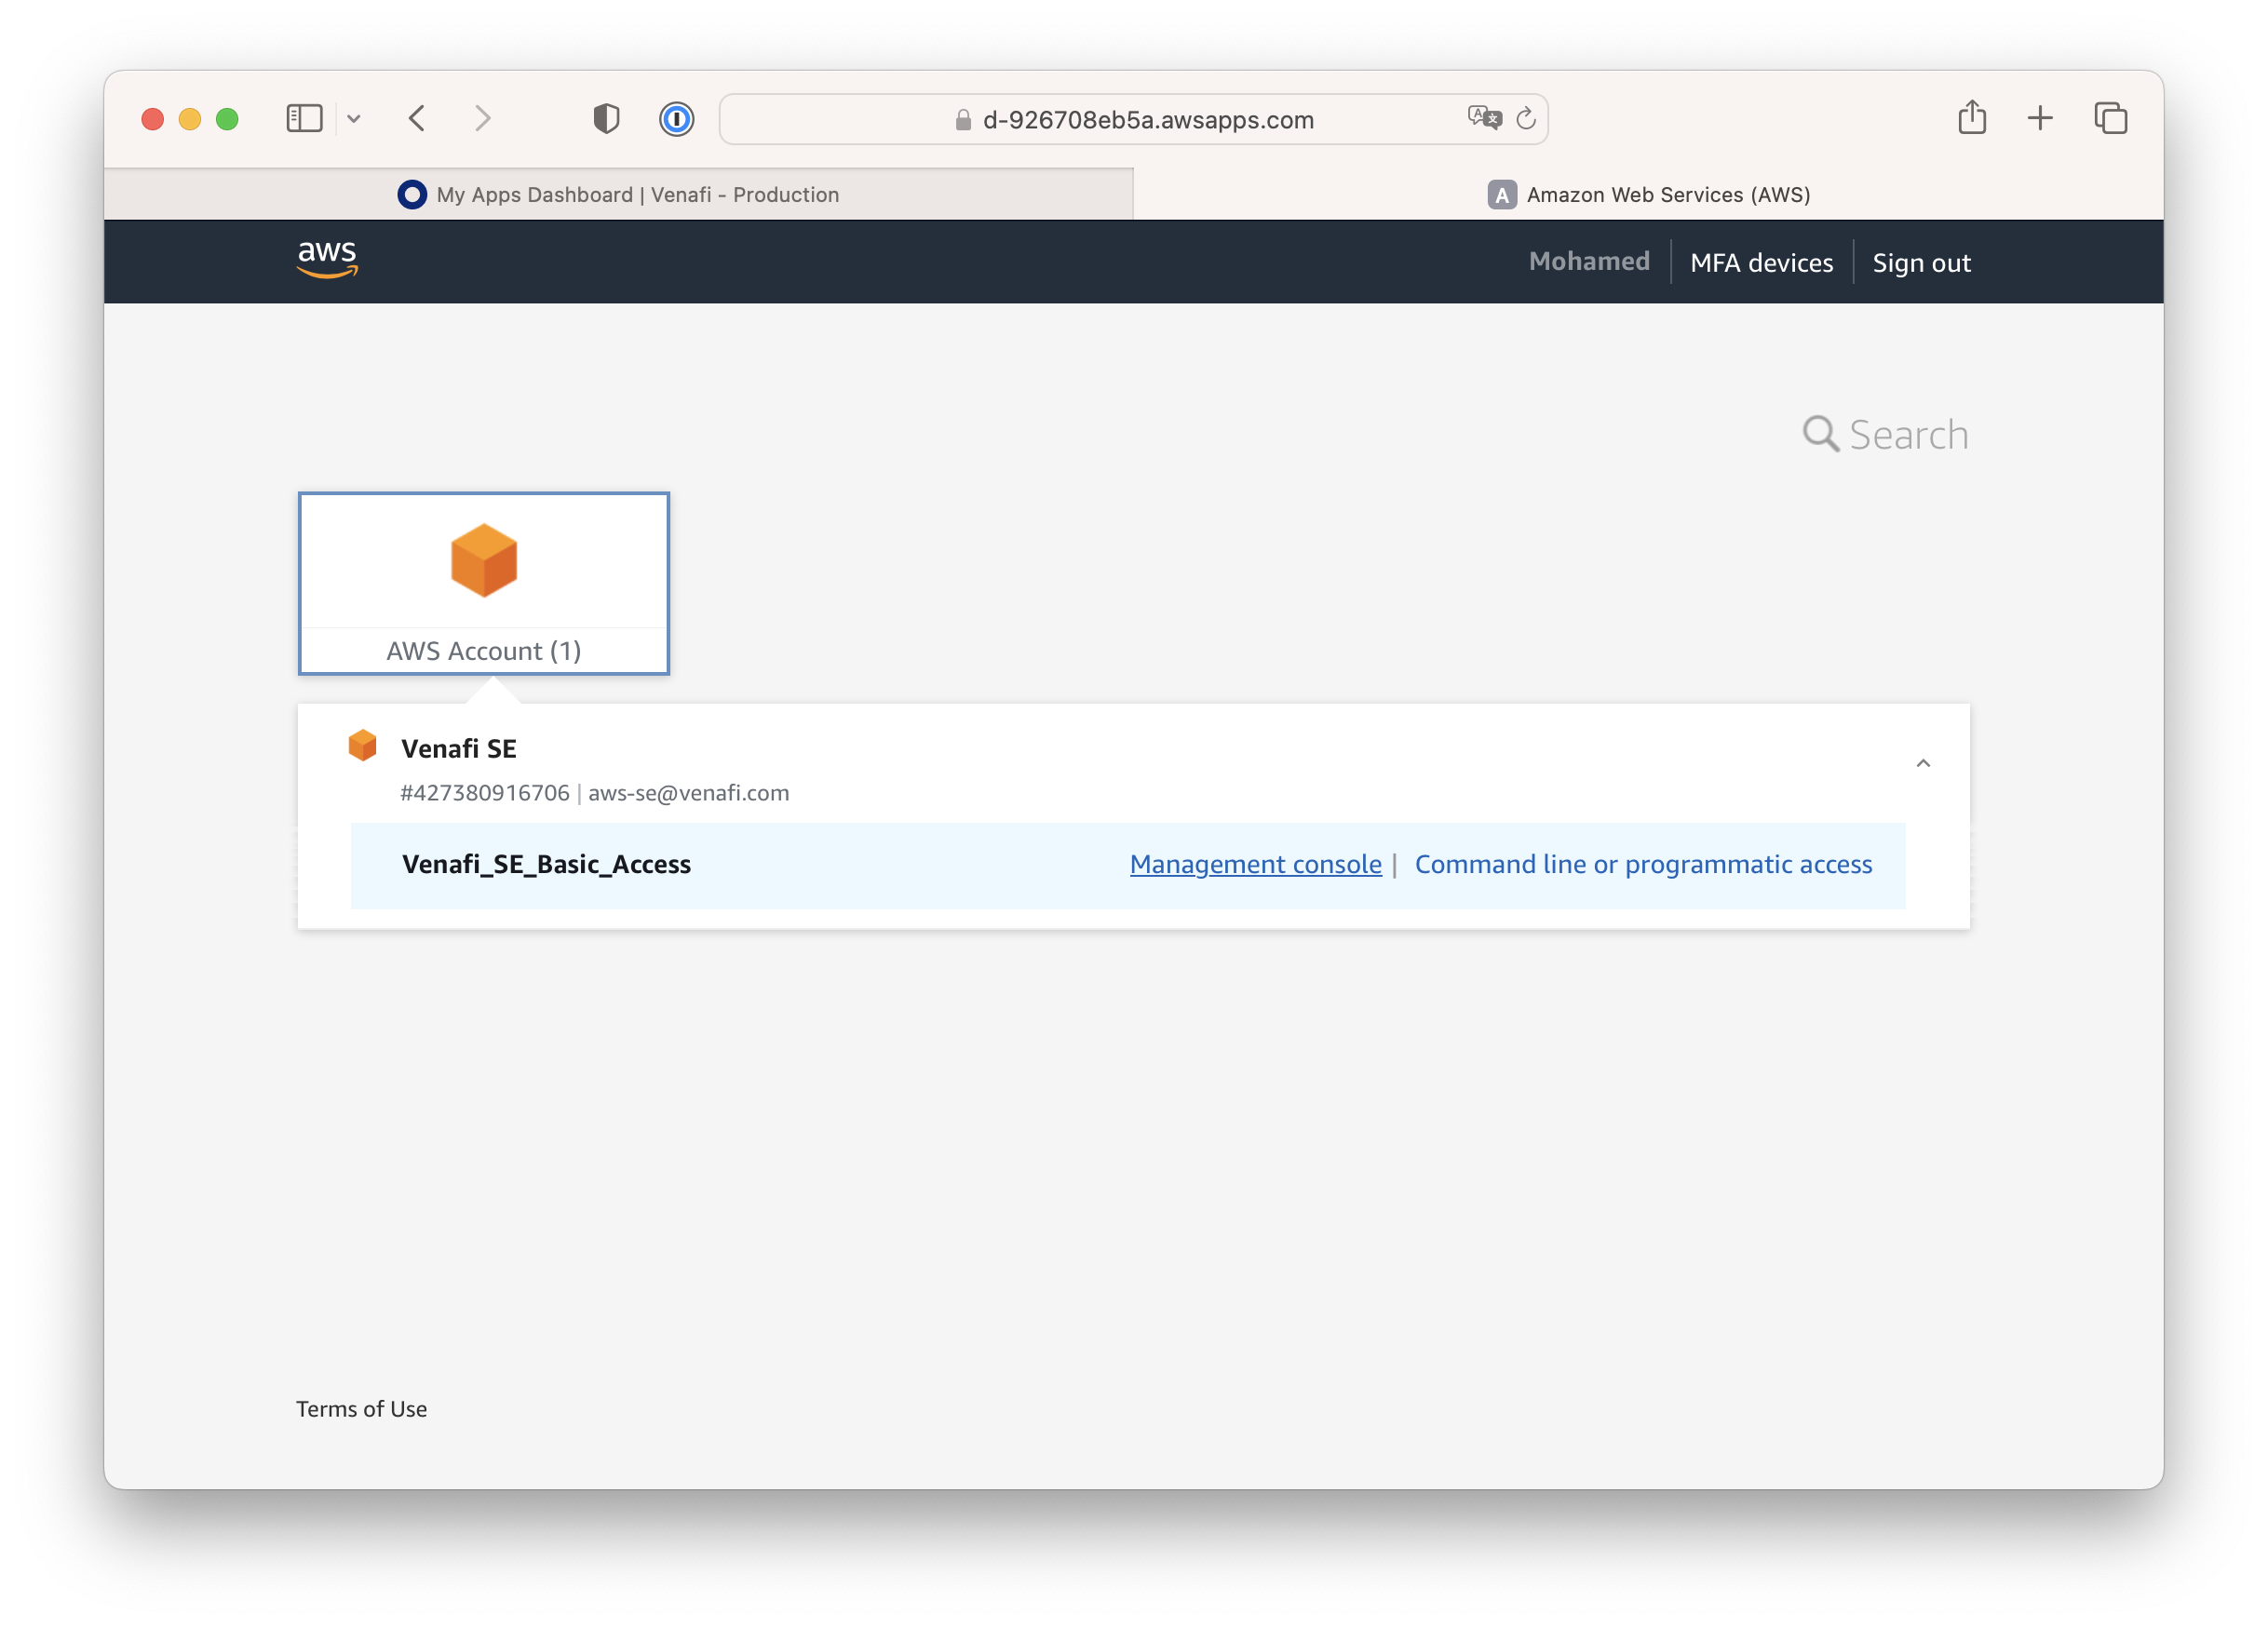 d-926708eb5a.awsapps.com
My Apps Dashboard | Venafi - Production
A Amazon Web Services (AWS)
aws
Mohamed
MFA devices
Sign out
Search
AWS Account (1)
Venafi SE
#427380916706 | aws-se@venafi.com
Venafi_SE_Basic_Access
Management console | Command line or programmatic access
Terms of Use